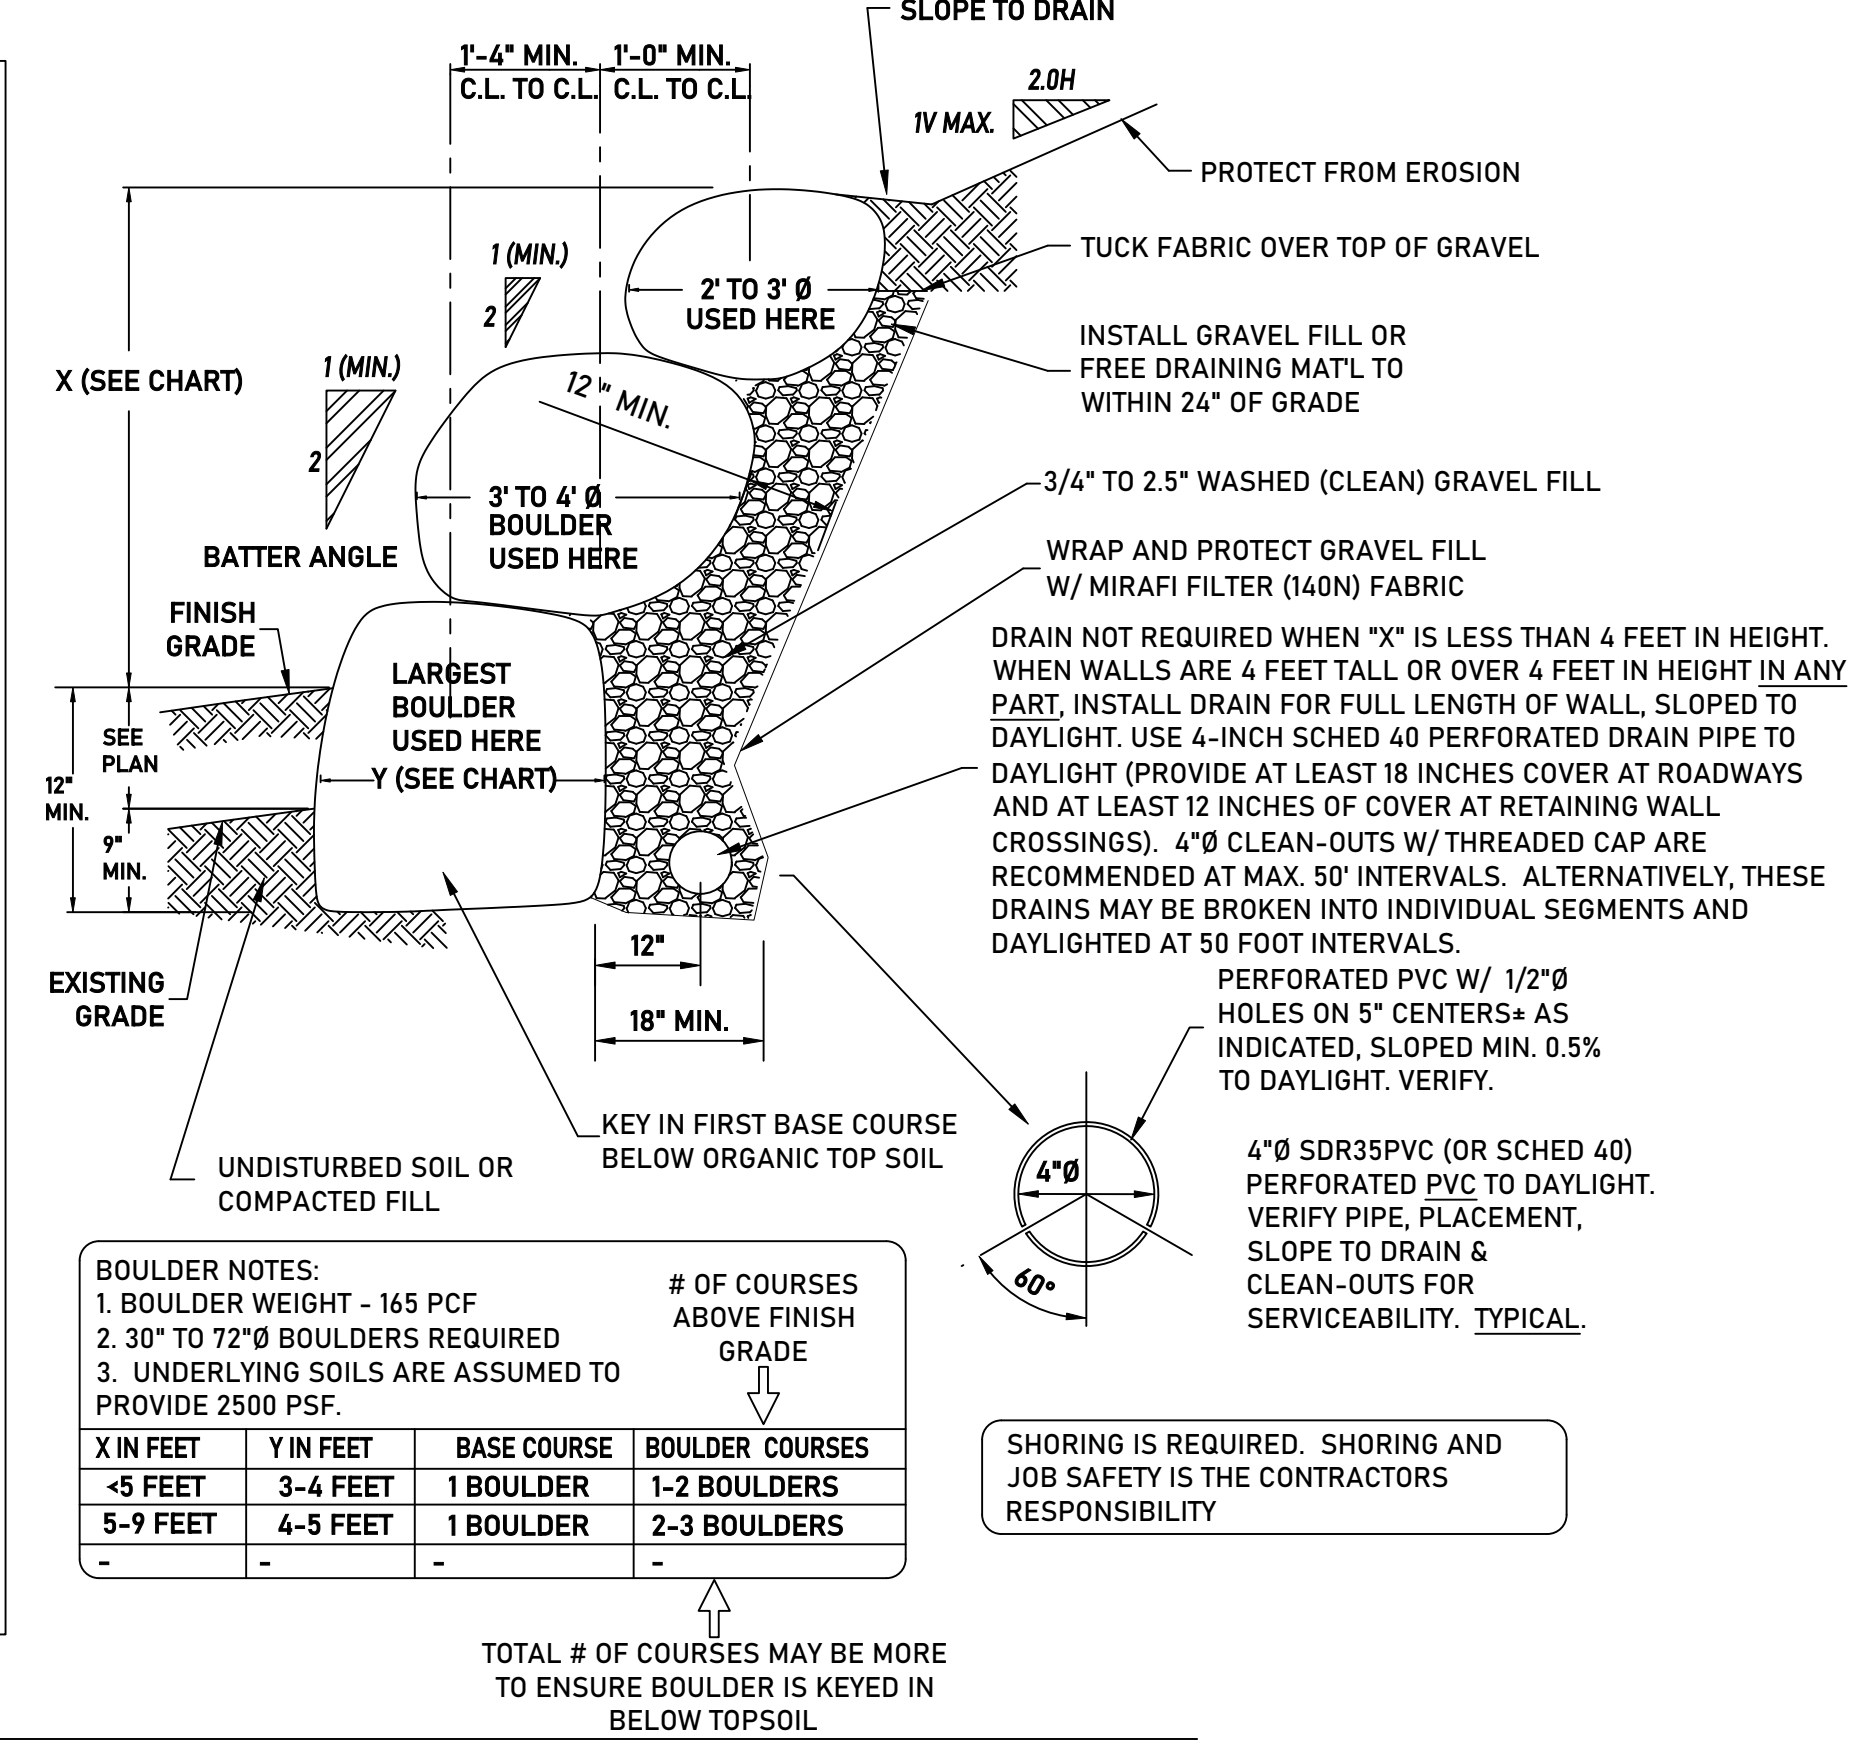 SLOPE TO DRAIN
1'-4" MIN.
C.L. TO C.L.
1'-0" MIN.
C.L. TO C.L.
2.0H
1V MAX.
PROTECT FROM EROSION
TUCK FABRIC OVER TOP OF GRAVEL
1 (MIN.)
2
2' TO 3' Ø
USED HERE
INSTALL GRAVEL FILL OR
FREE DRAINING MAT'L TO
WITHIN 24" OF GRADE
X (SEE CHART)
1 (MIN.)
2
BATTER ANGLE
12 " MIN.
3' TO 4' Ø
BOULDER
USED HERE
3/4" TO 2.5" WASHED (CLEAN) GRAVEL FILL
WRAP AND PROTECT GRAVEL FILL
W/ MIRAFI FILTER (140N) FABRIC
FINISH
GRADE
LARGEST
BOULDER
USED HERE
Y (SEE CHART)
SEE
PLAN
12"
MIN.
9"
MIN.
DRAIN NOT REQUIRED WHEN "X" IS LESS THAN 4 FEET IN HEIGHT.
WHEN WALLS ARE 4 FEET TALL OR OVER 4 FEET IN HEIGHT IN ANY
PART, INSTALL DRAIN FOR FULL LENGTH OF WALL, SLOPED TO
DAYLIGHT. USE 4-INCH SCHED 40 PERFORATED DRAIN PIPE TO
DAYLIGHT (PROVIDE AT LEAST 18 INCHES COVER AT ROADWAYS
AND AT LEAST 12 INCHES OF COVER AT RETAINING WALL
CROSSINGS). 4"Ø CLEAN-OUTS W/ THREADED CAP ARE
RECOMMENDED AT MAX. 50' INTERVALS. ALTERNATIVELY, THESE
DRAINS MAY BE BROKEN INTO INDIVIDUAL SEGMENTS AND
DAYLIGHTED AT 50 FOOT INTERVALS.
EXISTING
GRADE
12"
18" MIN.
PERFORATED PVC W/ 1/2"Ø
HOLES ON 5" CENTERS± AS
INDICATED, SLOPED MIN. 0.5%
TO DAYLIGHT. VERIFY.
KEY IN FIRST BASE COURSE
BELOW ORGANIC TOP SOIL
UNDISTURBED SOIL OR
COMPACTED FILL
4"Ø
60°
4"Ø SDR35PVC (OR SCHED 40)
PERFORATED PVC TO DAYLIGHT.
VERIFY PIPE, PLACEMENT,
SLOPE TO DRAIN &
CLEAN-OUTS FOR
SERVICEABILITY. TYPICAL.
BOULDER NOTES:
1. BOULDER WEIGHT - 165 PCF
2. 30" TO 72"Ø BOULDERS REQUIRED
3. UNDERLYING SOILS ARE ASSUMED TO
PROVIDE 2500 PSF.
# OF COURSES
ABOVE FINISH
GRADE
X IN FEET Y IN FEET BASE COURSE BOULDER COURSES
<5 FEET 3-4 FEET 1 BOULDER 1-2 BOULDERS
5-9 FEET 4-5 FEET 1 BOULDER 2-3 BOULDERS
- - - -
SHORING IS REQUIRED. SHORING AND
JOB SAFETY IS THE CONTRACTORS
RESPONSIBILITY
TOTAL # OF COURSES MAY BE MORE
TO ENSURE BOULDER IS KEYED IN
BELOW TOPSOIL